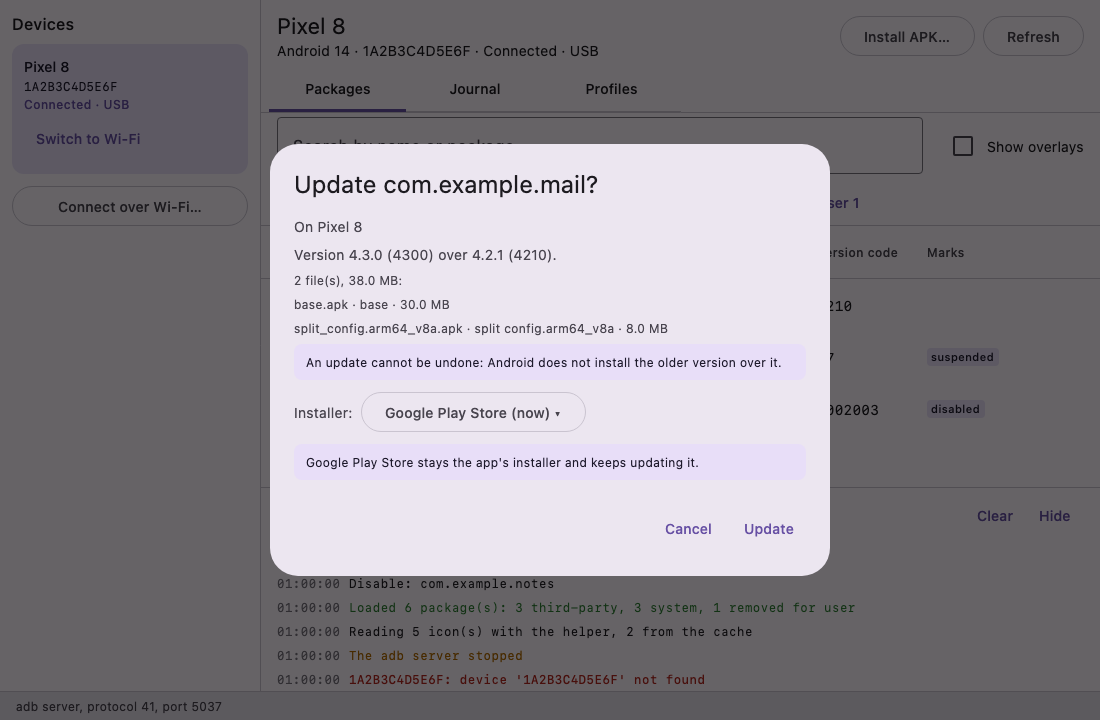 Devices
Pixel 8
1A2B3C4D5E6F
Connected · USB
Switch to Wi-Fi
Connect over Wi-Fi...
Pixel 8
Android 14 · 1A2B3C4D5E6F · Connected · USB
Install APK...
Refresh
Packages
Journal
Profiles
Show overlays
ser 1
ersion code
Marks
210
suspended
002003
disabled
Update com.example.mail?
On Pixel 8
Version 4.3.0 (4300) over 4.2.1 (4210).
2 file(s), 38.0 MB:
base.apk · base · 30.0 MB
split_config.arm64_v8a.apk · split config.arm64_v8a · 8.0 MB
An update cannot be undone: Android does not install the older version over it.
Installer:
Google Play Store (now) ▾
Google Play Store stays the app's installer and keeps updating it.
Cancel
Update
Clear
Hide
01:00:00 Disable: com.example.notes
01:00:00 Loaded 6 package(s): 3 third-party, 3 system, 1 removed for user
01:00:00 Reading 5 icon(s) with the helper, 2 from the cache
01:00:00 The adb server stopped
01:00:00 1A2B3C4D5E6F: device '1A2B3C4D5E6F' not found
adb server, protocol 41, port 5037